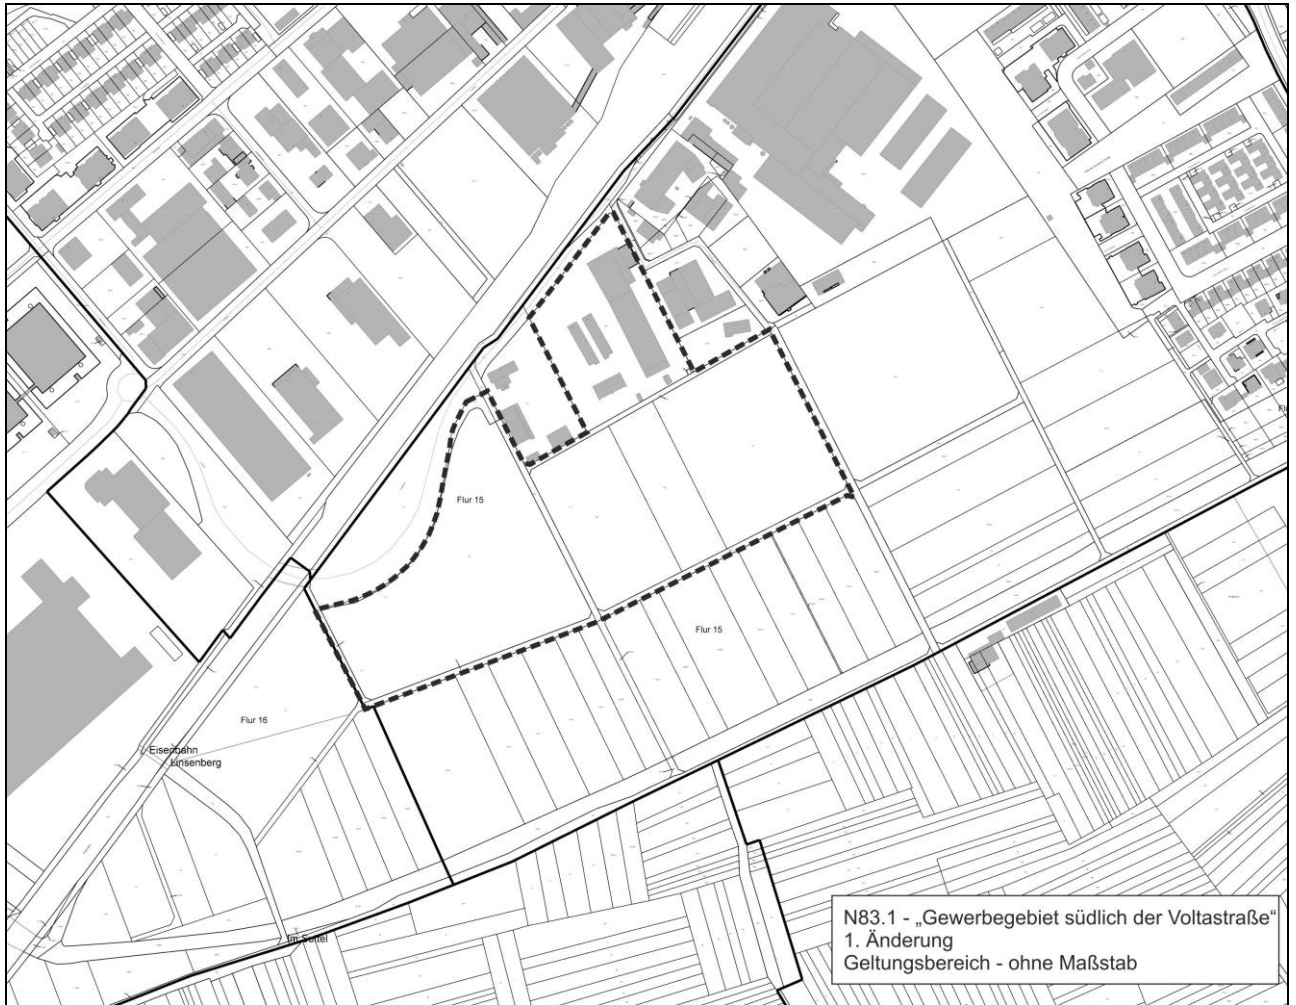 Flur 15
Flur 15
Flur 16
Eisenbahn
Linsenberg
Im Suttel
N83.1 - „Gewerbegebiet südlich der Voltastraße“
1. Änderung
Geltungsbereich - ohne Maßstab